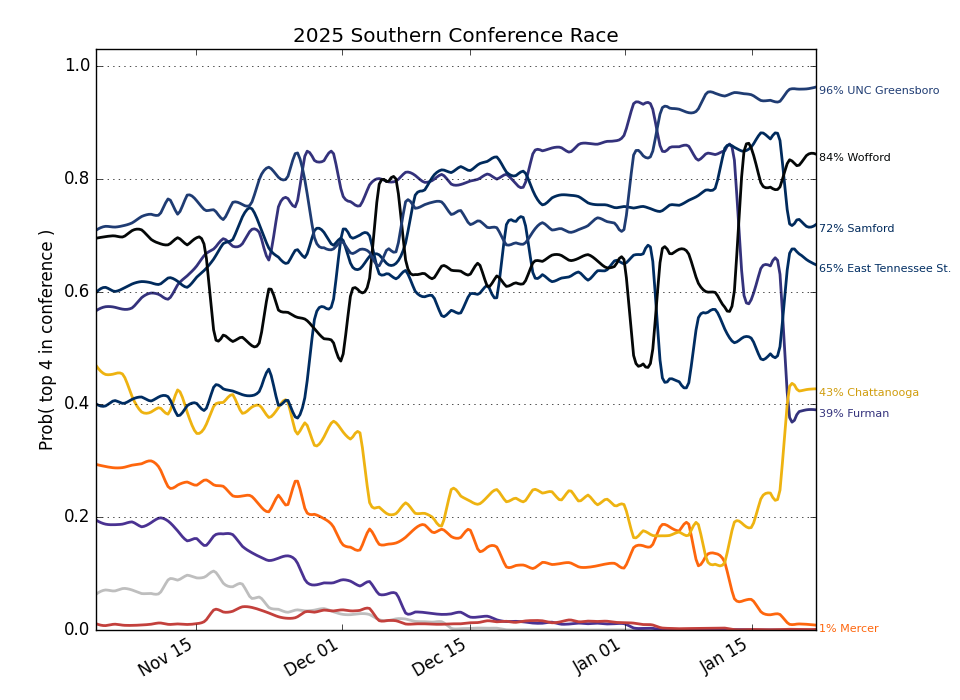 2025 Southern Conference Race
Prob( top 4 in conference )
1.0
0.8
0.6
0.4
0.2
0.0
Nov 15
Dec 01
Dec 15
Jan 01
Jan 15
96% UNC Greensboro
84% Wofford
72% Samford
65% East Tennessee St.
43% Chattanooga
39% Furman
1% Mercer